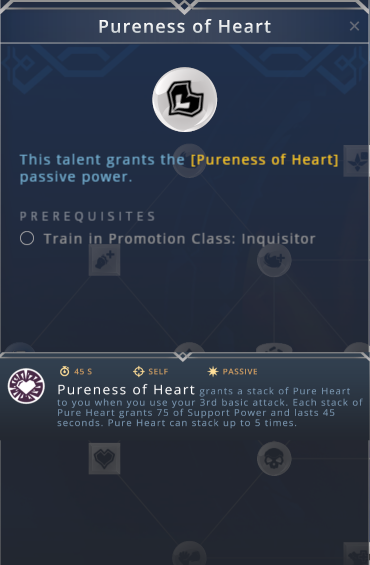 Pureness of Heart
This talent grants the [Pureness of Heart]
passive power.
PREREQUISITES
Train in Promotion Class: Inquisitor
45 S SELF PASSIVE
Pureness of Heart grants a stack of Pure Heart
to you when you use your 3rd basic attack. Each stack of
Pure Heart grants 75 of Support Power and lasts 45
seconds. Pure Heart can stack up to 5 times.